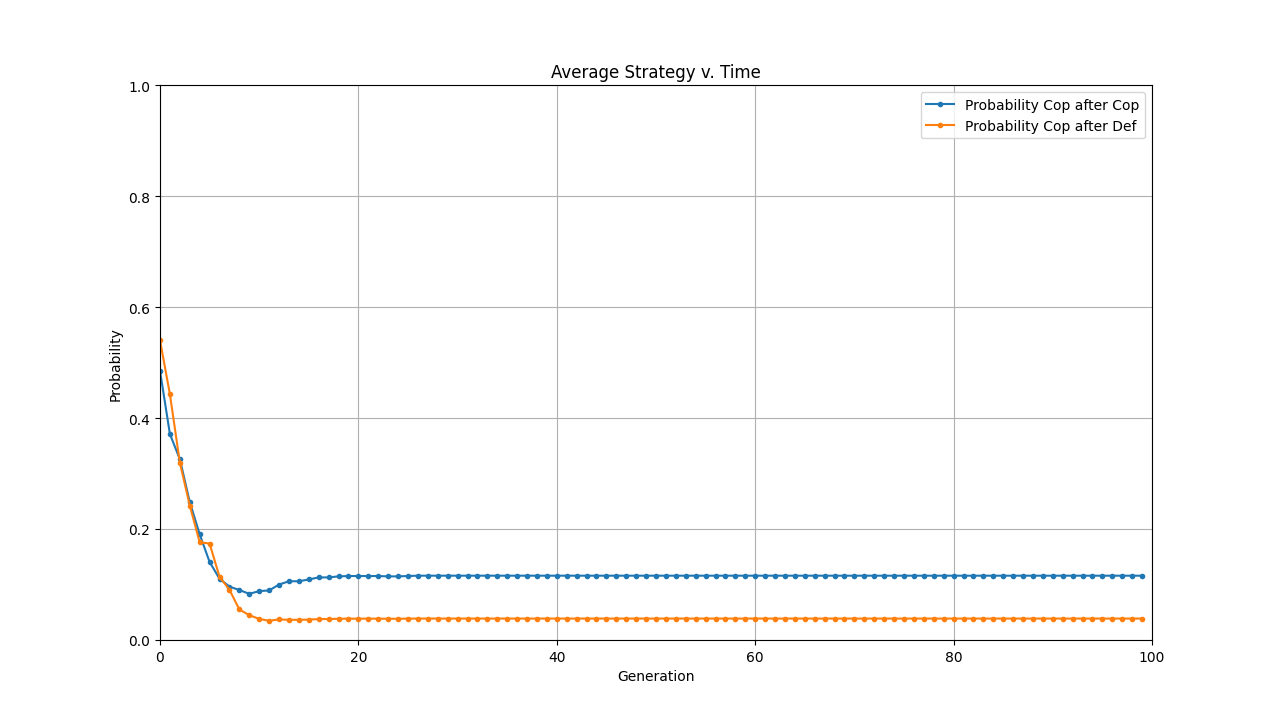 Average Strategy v. Time
Probability Cop after Cop
Probability Cop after Def
Probability
1.0
0.8
0.6
0.4
0.2
0.0
0 20 40 60 80 100
Generation